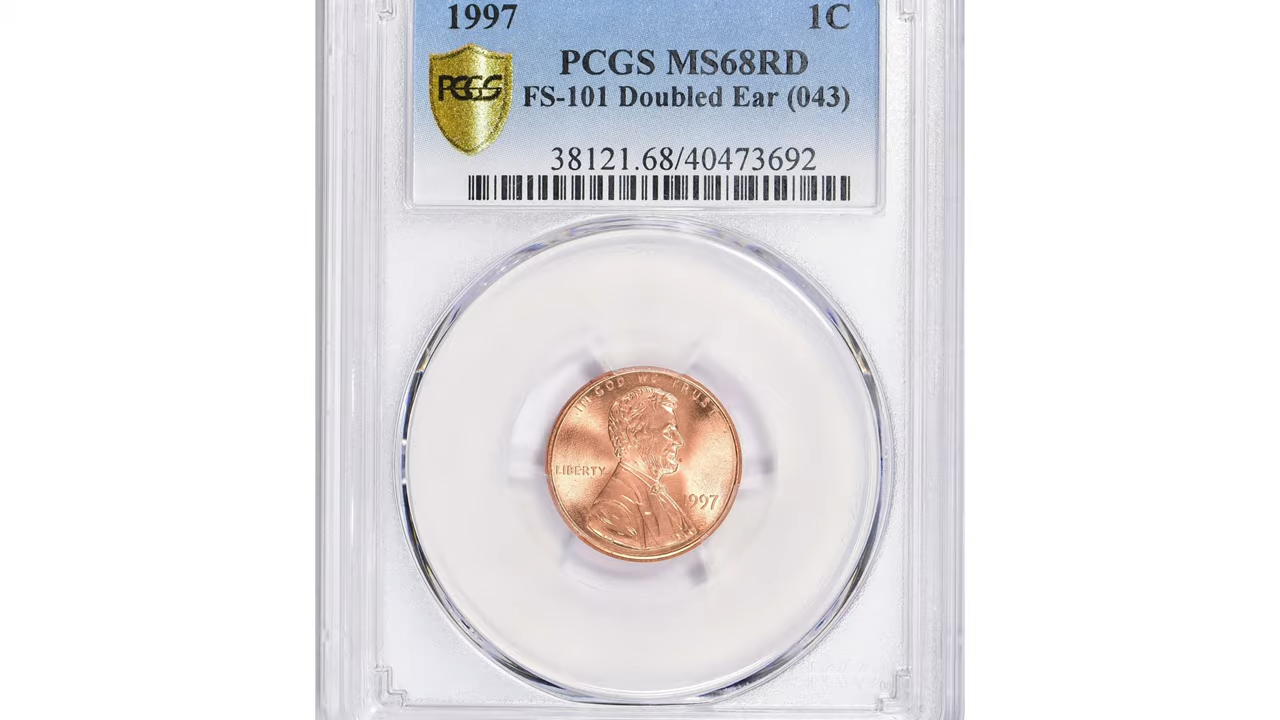 1997 1C
PCGS MS68RD
PCGS
FS-101 Doubled Ear (043)
38121.68/40473692
IN GOD WE TRUST
LIBERTY
1997